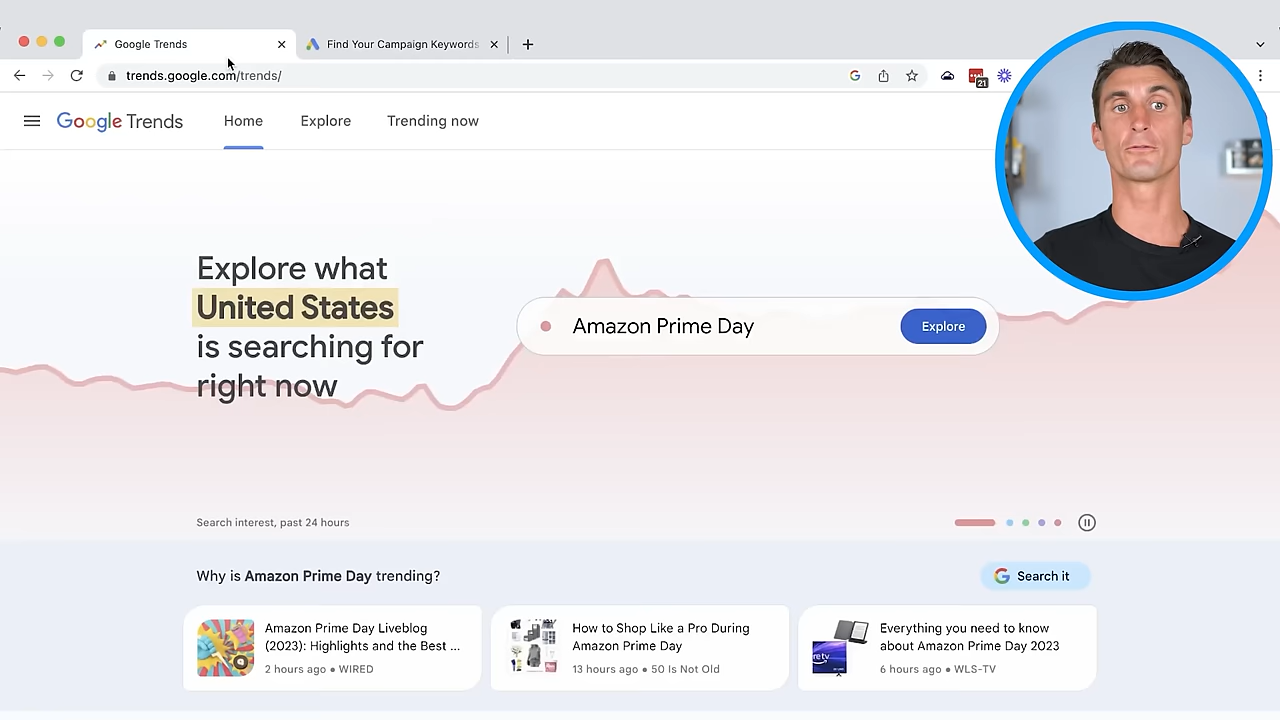 Google Trends
Find Your Campaign Keywords
trends.google.com/trends/
21
Google Trends
Home
Explore
Trending now
Explore what
United States
is searching for
right now
Amazon Prime Day
Explore
Search interest, past 24 hours
Why is Amazon Prime Day trending?
Search it
Amazon Prime Day Liveblog
(2023): Highlights and the Best ...
2 hours ago • WIRED
How to Shop Like a Pro During
Amazon Prime Day
13 hours ago • 50 Is Not Old
Everything you need to know
about Amazon Prime Day 2023
6 hours ago • WLS-TV